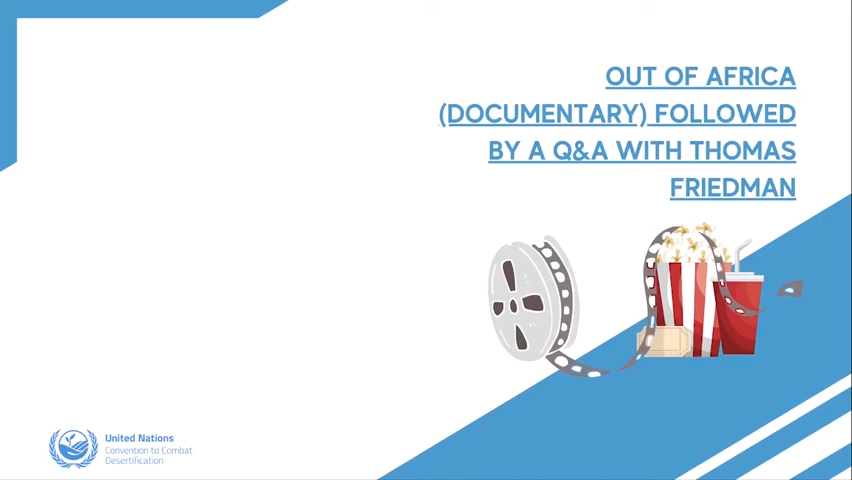 OUT OF AFRICA
(DOCUMENTARY) FOLLOWED
BY A Q&A WITH THOMAS
FRIEDMAN
United Nations
Convention to Combat
Desertification